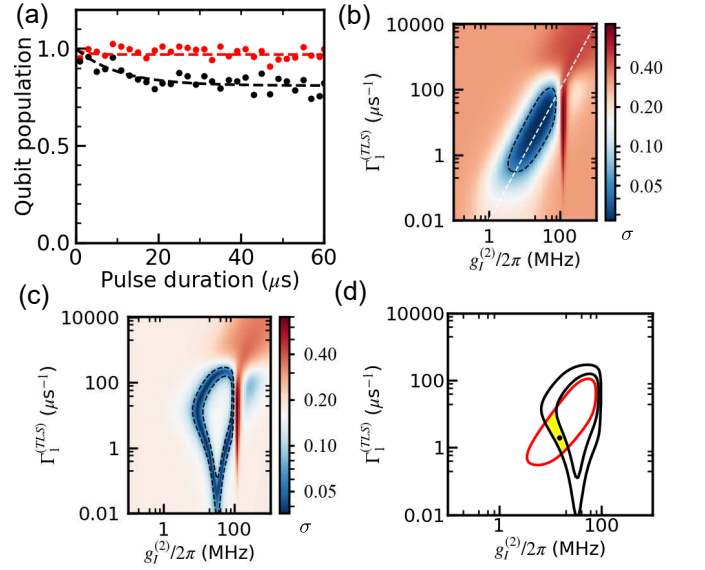 (a)
Qubit population
1.0
0.5
0.0
0
20
40
60
Pulse duration (μs)
(b)
Γ₁⁽ᵀᴸˢ⁾ (μs⁻¹)
10000
100
1
0.01
1
100
g_I⁽²⁾/2π (MHz)
0.40
0.20
0.10
0.05
σ
(c)
Γ₁⁽ᵀᴸˢ⁾ (μs⁻¹)
10000
100
1
0.01
1
100
g_I⁽²⁾/2π (MHz)
0.40
0.20
0.10
0.05
σ
(d)
Γ₁⁽ᵀᴸˢ⁾ (μs⁻¹)
10000
100
1
0.01
1
100
g_I⁽²⁾/2π (MHz)